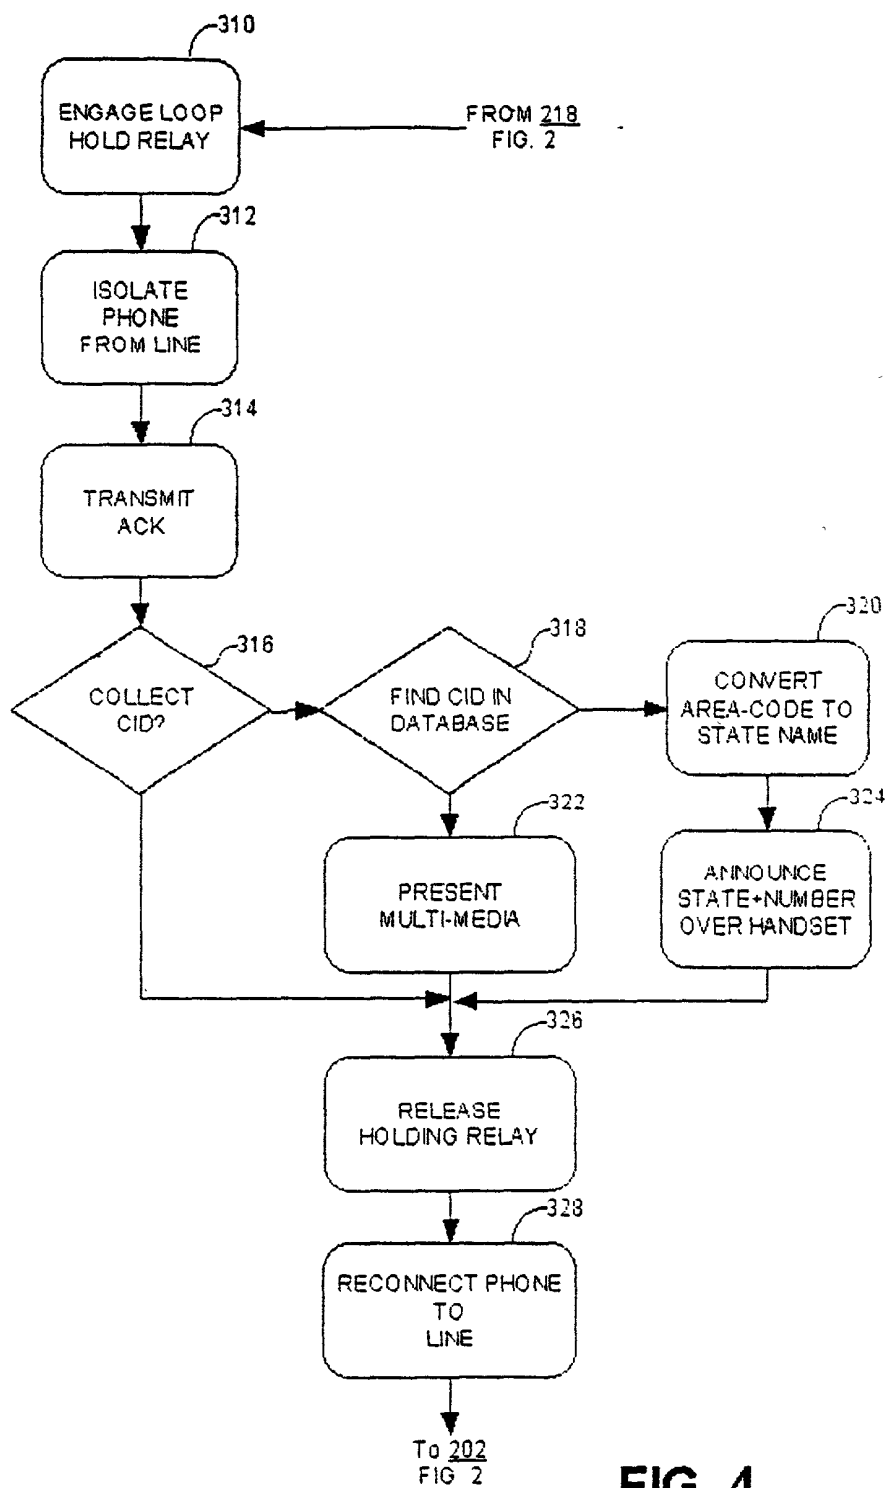 310
ENGAGE LOOP
HOLD RELAY
FROM 218
FIG. 2
312
ISOLATE
PHONE
FROM LINE
314
TRANSMIT
ACK
316
COLLECT
CID?
318
FIND CID IN
DATABASE
320
CONVERT
AREA-CODE TO
STATE NAME
322
PRESENT
MULTI-MEDIA
324
ANNOUNCE
STATE+NUMBER
OVER HANDSET
326
RELEASE
HOLDING RELAY
328
RECONNECT PHONE
TO
LINE
To 202
FIG 2
FIG. 4